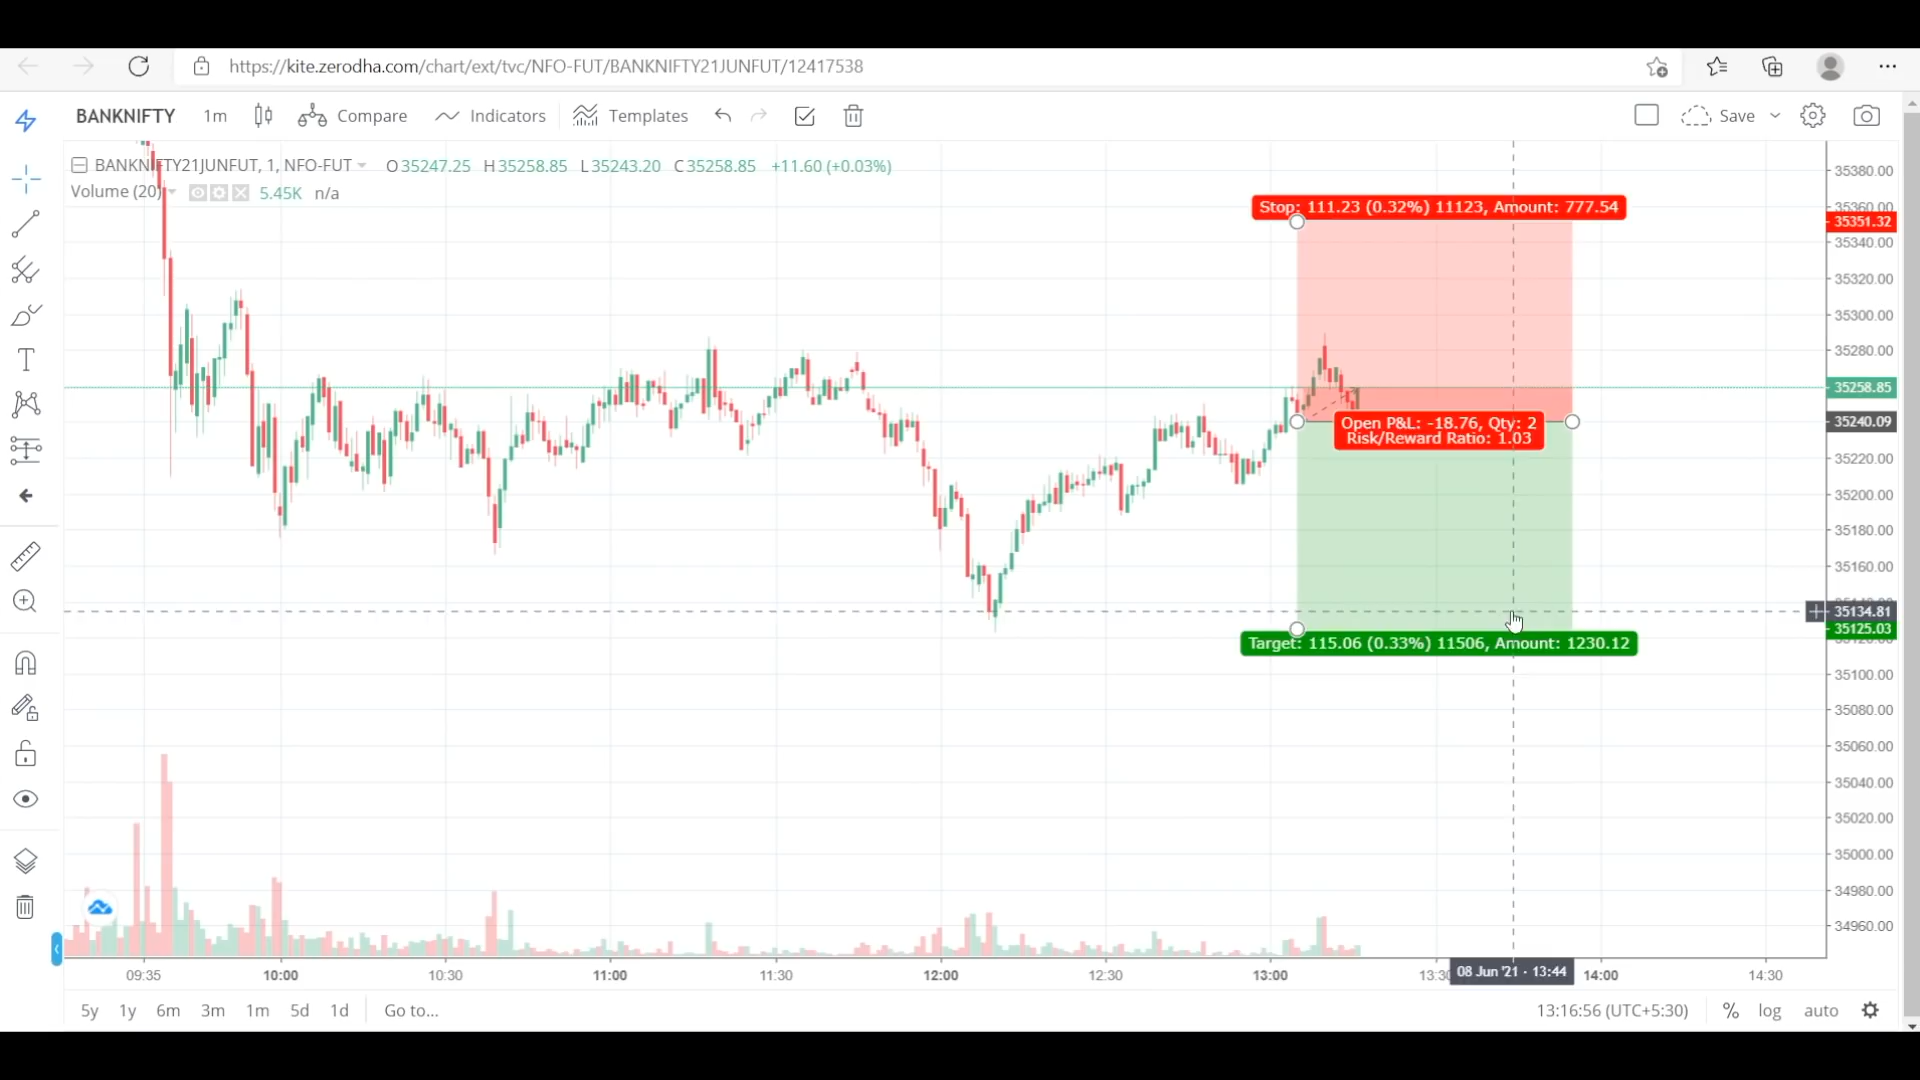 https://kite.zerodha.com/chart/ext/tvc/NFO-FUT/BANKNIFTY21JUNFUT/12417538
BANKNIFTY 1m Compare Indicators Templates Save
BANKNIFTY21JUNFUT, 1, NFO-FUT O35247.25 H35258.85 L35243.20 C35258.85 +11.60 (+0.03%)
Volume (20) 5.45K n/a
Stop: 111.23 (0.32%) 11123, Amount: 777.54
Open P&L: -18.76, Qty: 2
Risk/Reward Ratio: 1.03
Target: 115.06 (0.33%) 11506, Amount: 1230.12
35380.00
35360.00
35351.32
35340.00
35320.00
35300.00
35280.00
35258.85
35240.09
35220.00
35200.00
35180.00
35160.00
35134.81
35125.03
35100.00
35080.00
35060.00
35040.00
35020.00
35000.00
34980.00
34960.00
09:35 10:00 10:30 11:00 11:30 12:00 12:30 13:00 13:30 08 Jun '21 · 13:44 14:00 14:30
5y 1y 6m 3m 1m 5d 1d Go to... 13:16:56 (UTC+5:30) % log auto